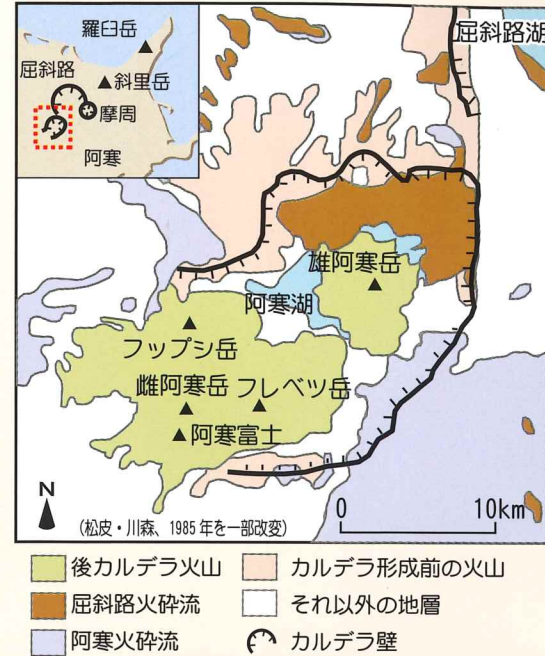 羅臼岳
屈斜路
斜里岳
摩周
阿寒
屈斜路湖
雄阿寒岳
阿寒湖
フップシ岳
雌阿寒岳
フレベツ岳
阿寒富士
N
0
10km
(松皮・川森、1985年を一部改変)
後カルデラ火山
カルデラ形成前の火山
屈斜路火砕流
それ以外の地層
阿寒火砕流
カルデラ壁